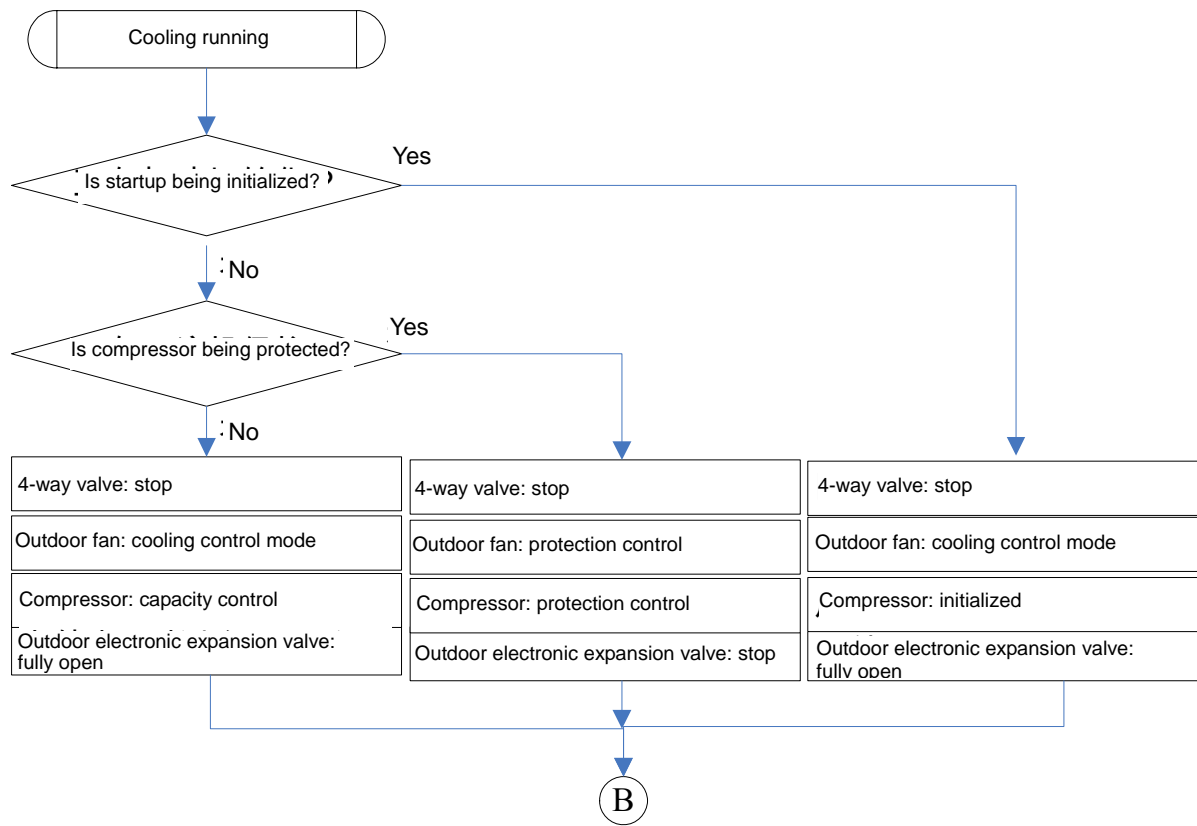 Cooling running
Yes
Is startup being initialized?
No
Yes
Is compressor being protected?
No
4-way valve: stop
Outdoor fan: cooling control mode
Compressor: capacity control
Outdoor electronic expansion valve:
fully open
4-way valve: stop
Outdoor fan: protection control
Compressor: protection control
Outdoor electronic expansion valve: stop
4-way valve: stop
Outdoor fan: cooling control mode
Compressor: initialized
Outdoor electronic expansion valve:
fully open
B